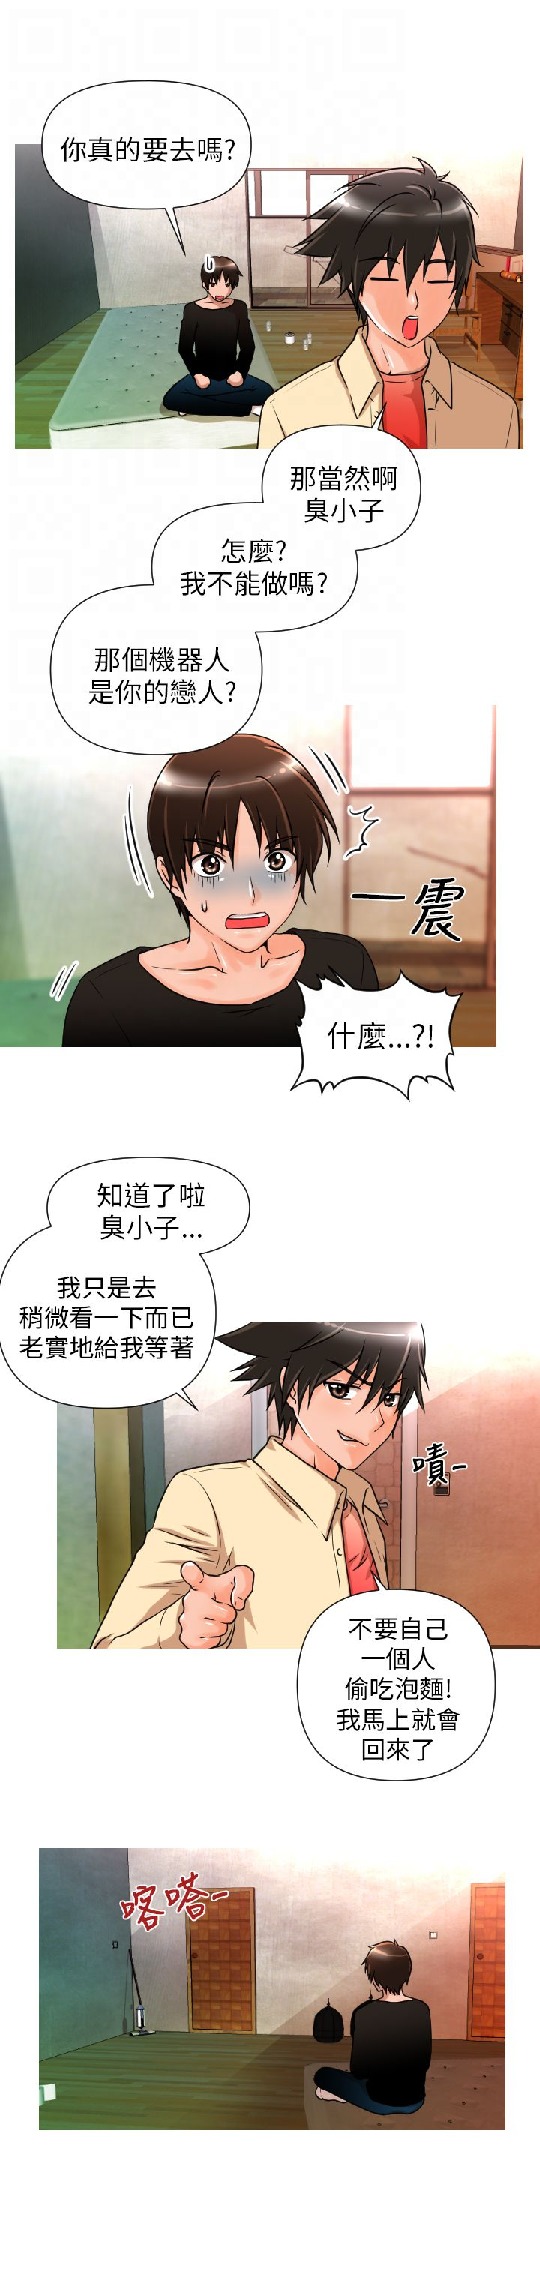 你真的要去嗎?
那當然啊
臭小子
怎麼?
我不能做嗎?
那個機器人
是你的戀人?
一震
什麼...?!
知道了啦
臭小子...
我只是去
稍微看一下而已
老實地給我等著
嘖-
不要自己
一個人
偷吃泡麵!
我馬上就會
回來了
喀嗒-